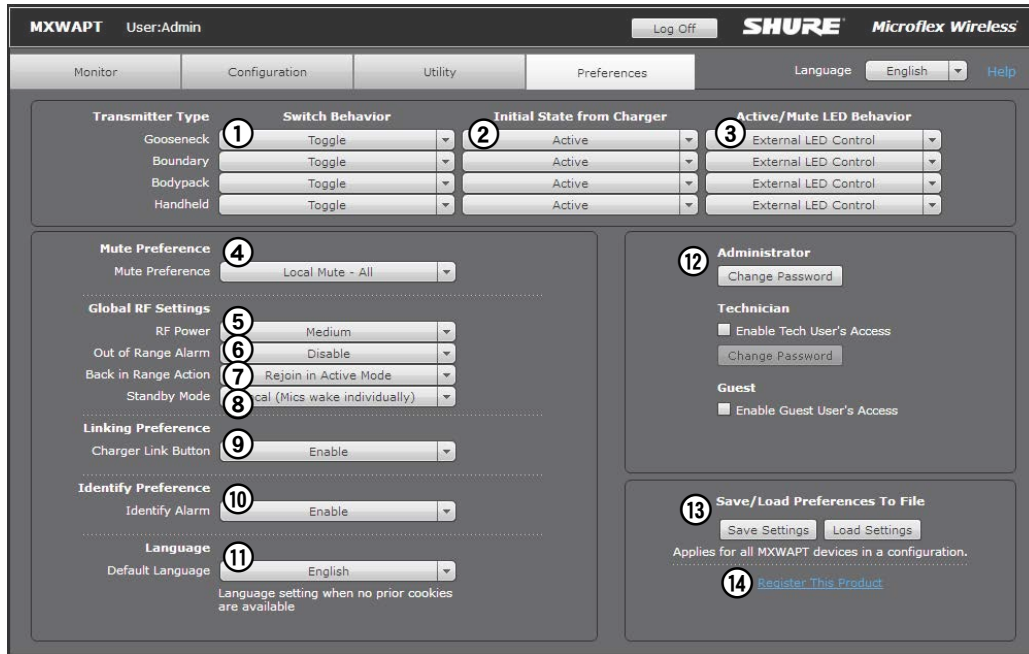 MXWAPT User:Admin Log Off SHURE Microflex Wireless
Monitor Configuration Utility Preferences Language English Help
Transmitter Type Switch Behavior Initial State from Charger Active/Mute LED Behavior
Gooseneck 1 Toggle 2 Active 3 External LED Control
Boundary Toggle Active External LED Control
Bodypack Toggle Active External LED Control
Handheld Toggle Active External LED Control
Mute Preference 4
Mute Preference Local Mute - All
Global RF Settings
RF Power 5 Medium
Out of Range Alarm 6 Disable
Back in Range Action 7 Rejoin in Active Mode
Standby Mode 8 cal (Mics wake individually)
Linking Preference
Charger Link Button 9 Enable
Identify Preference
10
Identify Alarm Enable
Language
11
Default Language English
Language setting when no prior cookies
are available
12 Administrator
Change Password
Technician
Enable Tech User's Access
Change Password
Guest
Enable Guest User's Access
13 Save/Load Preferences To File
Save Settings Load Settings
Applies for all MXWAPT devices in a configuration.
14 Register This Product